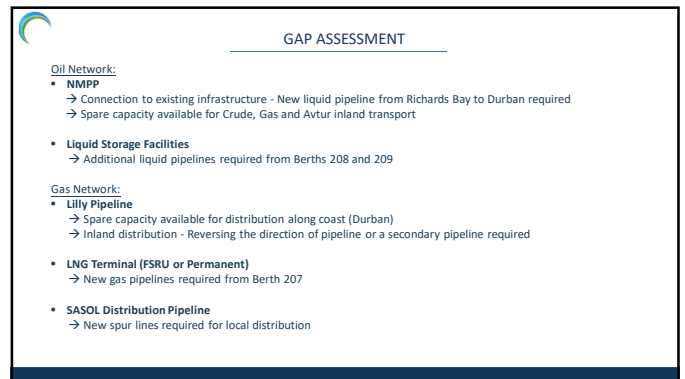 GAP ASSESSMENT
Oil Network:
• NMPP
→ Connection to existing infrastructure - New liquid pipeline from Richards Bay to Durban required
→ Spare capacity available for Crude, Gas and Avtur inland transport
• Liquid Storage Facilities
→ Additional liquid pipelines required from Berths 208 and 209
Gas Network:
• Lilly Pipeline
→ Spare capacity available for distribution along coast (Durban)
→ Inland distribution - Reversing the direction of pipeline or a secondary pipeline required
• LNG Terminal (FSRU or Permanent)
→ New gas pipelines required from Berth 207
• SASOL Distribution Pipeline
→ New spur lines required for local distribution